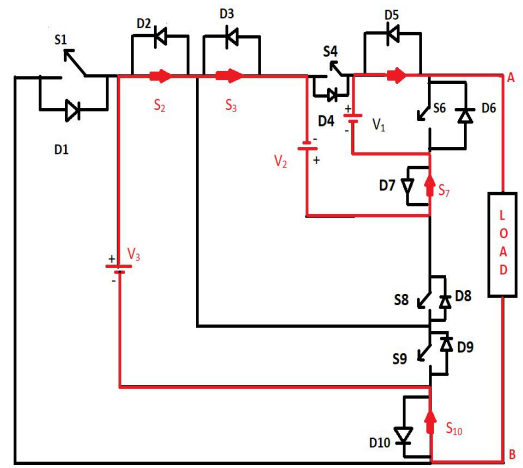 D2
D3
D5
S1
S4
A
S2
S3
+
S6
D6
D4
-
V1
-
D1
V2
+
D7
S7
L
O
A
D
+
V3
-
S8
D8
S9
D9
S10
D10
B